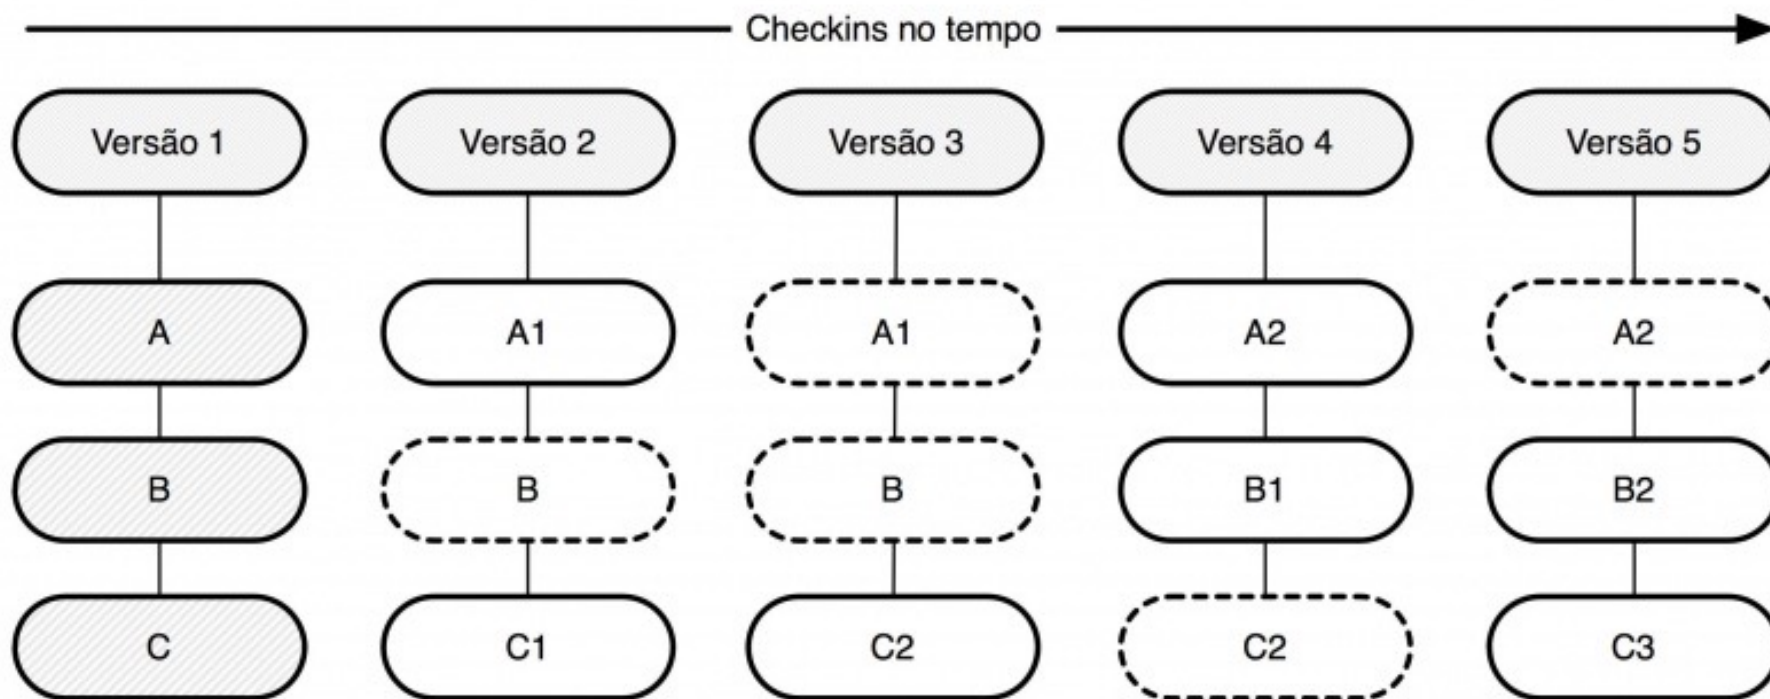 Checkins no tempo
Versão 1 Versão 2 Versão 3 Versão 4 Versão 5
A A1 A1 A2 A2
B B B B1 B2
C C1 C2 C2 C3